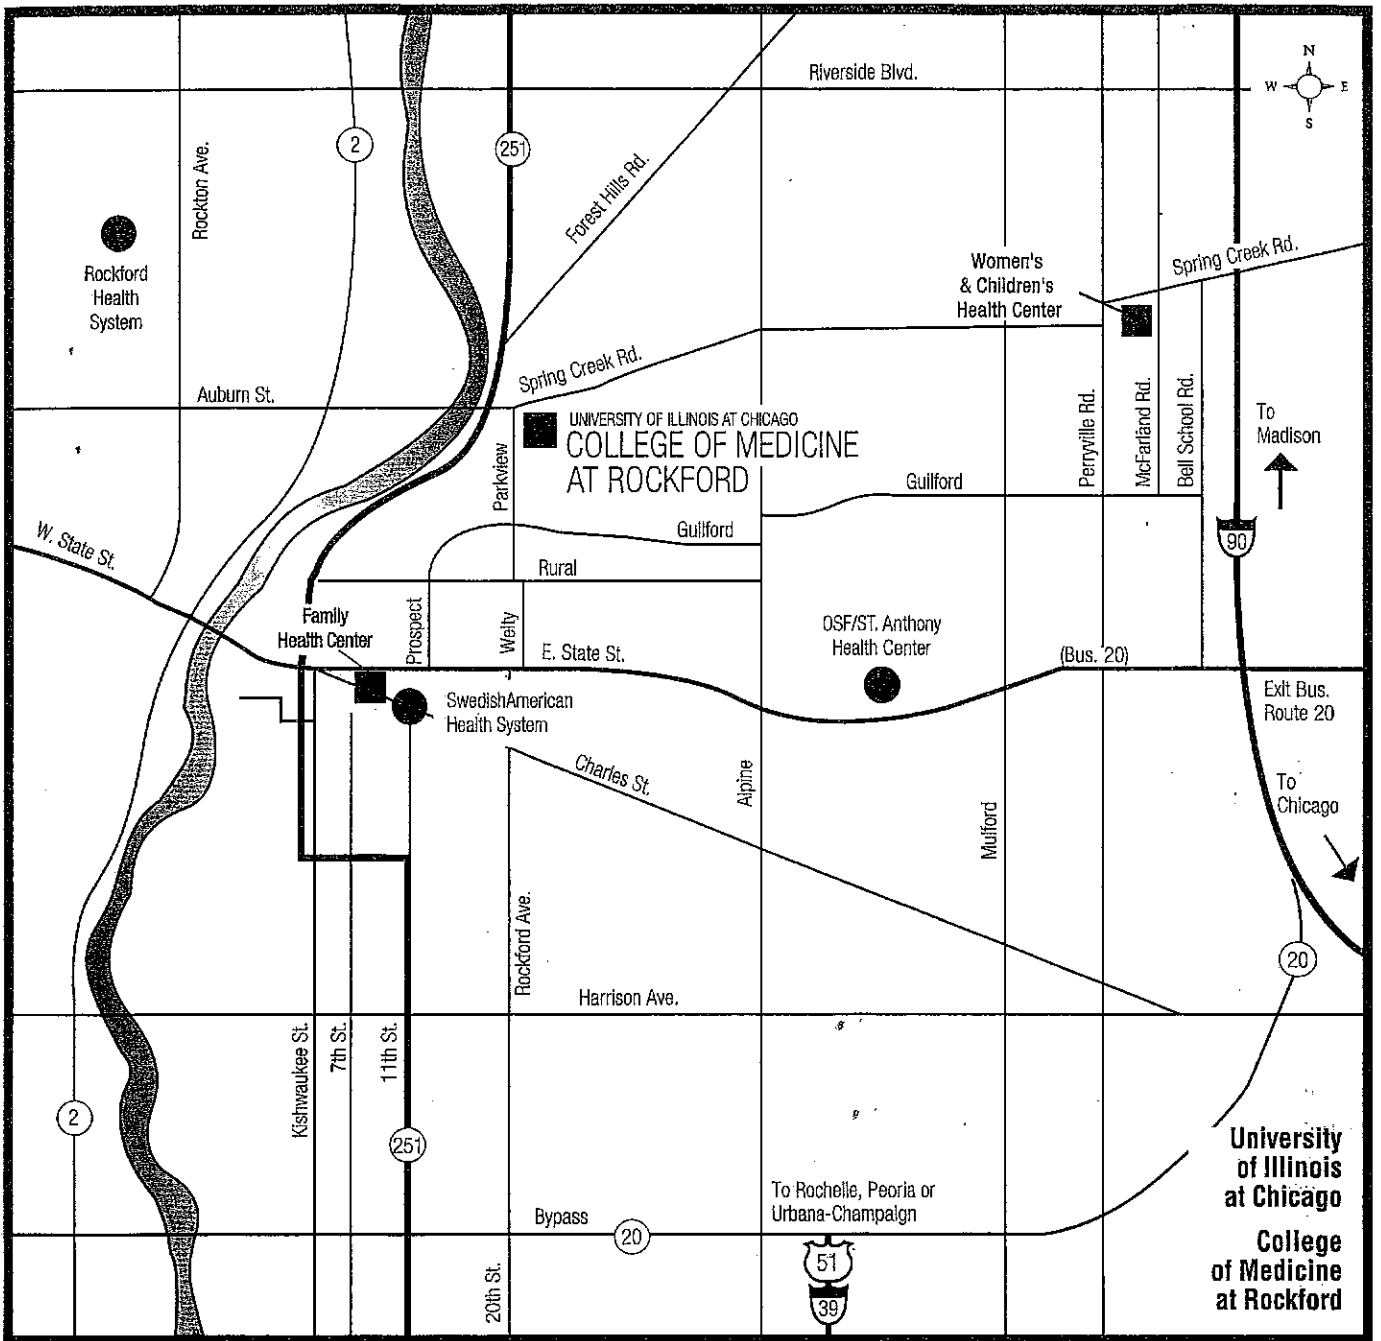 Riverside Blvd.
N
W E
S
2
251
Rockton Ave.
Forest Hills Rd.
Rockford
Health
System
Women's
& Children's
Health Center
Spring Creek Rd.
Spring Creek Rd.
Auburn St.
UNIVERSITY OF ILLINOIS AT CHICAGO
COLLEGE OF MEDICINE
AT ROCKFORD
Parkview
Perryville Rd.
McFarland Rd.
Bell School Rd.
To
Madison
Guilford
90
W. State St.
Guilford
Rural
Family
Health Center
Prospect
Welty
E. State St.
OSF/ST. Anthony
Health Center
(Bus. 20)
SwedishAmerican
Health System
Exit Bus.
Route 20
Charles St.
Alpine
Mulford
To
Chicago
Rockford Ave.
20
Harrison Ave.
Kishwaukee St.
7th St.
11th St.
2
251
University
of Illinois
at Chicago
College
of Medicine
at Rockford
To Rochelle, Peoria or
Urbana-Champaign
Bypass
20
51
39
20th St.